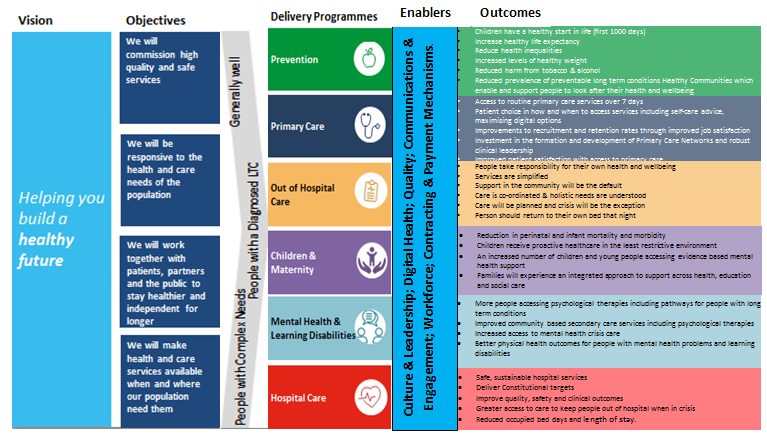 Vision
Objectives
Delivery Programmes
Enablers
Outcomes
Helping you
build a
healthy
future
We will
commission high
quality and safe
services
We will be
responsive to the
health and care
needs of the
population
We will work
together with
patients, partners
and the public to
stay healthier and
independent for
longer
We will make
health and care
services available
when and where
our population
need them
Generally well
People with a Diagnosed LTC
People with Complex Needs
Prevention
Primary Care
Out of Hospital
Care
Children &
Maternity
Mental Health &
Learning Disabilities
Hospital Care
Culture & Leadership; Digital Health; Quality; Communications &
Engagement; Workforce; Contracting & Payment Mechanisms.
• Children have a healthy start in life (first 1000 days)
• Increase healthy life expectancy
• Reduce health inequalities
• Increased levels of healthy weight
• Reduced harm from tobacco & alcohol
• Reduced prevalence of preventable long term conditions Healthy Communities which
enable and support people to look after their health and wellbeing
• Access to routine primary care services over 7 days
• Patient choice in how and when to access services including self-care advice,
maximising digital options
• Improvements to recruitment and retention rates through improved job satisfaction
• Investment in the formation and development of Primary Care Networks and robust
clinical leadership
• Improved patient satisfaction with access to primary care
• People take responsibility for their own health and wellbeing
• Services are simplified
• Support in the community will be the default
• Care is co-ordinated & holistic needs are understood
• Care will be planned and crisis will be the exception
• Person should return to their own bed that night
• Reduction in perinatal and infant mortality and morbidity
• Children receive proactive healthcare in the least restrictive environment
• An increased number of children and young people accessing evidence based mental
health support
• Families will experience an integrated approach to support across health, education
and social care
• More people accessing psychological therapies including pathways for people with long
term conditions
• Improved community based secondary care services including psychological therapies
• Increased access to mental health crisis care
• Better physical health outcomes for people with mental health problems and learning
disabilities
• Safe, sustainable hospital services
• Deliver Constitutional targets
• Improve quality, safety and clinical outcomes
• Greater access to care to keep people out of hospital when in crisis
• Reduced occupied bed days and length of stay.